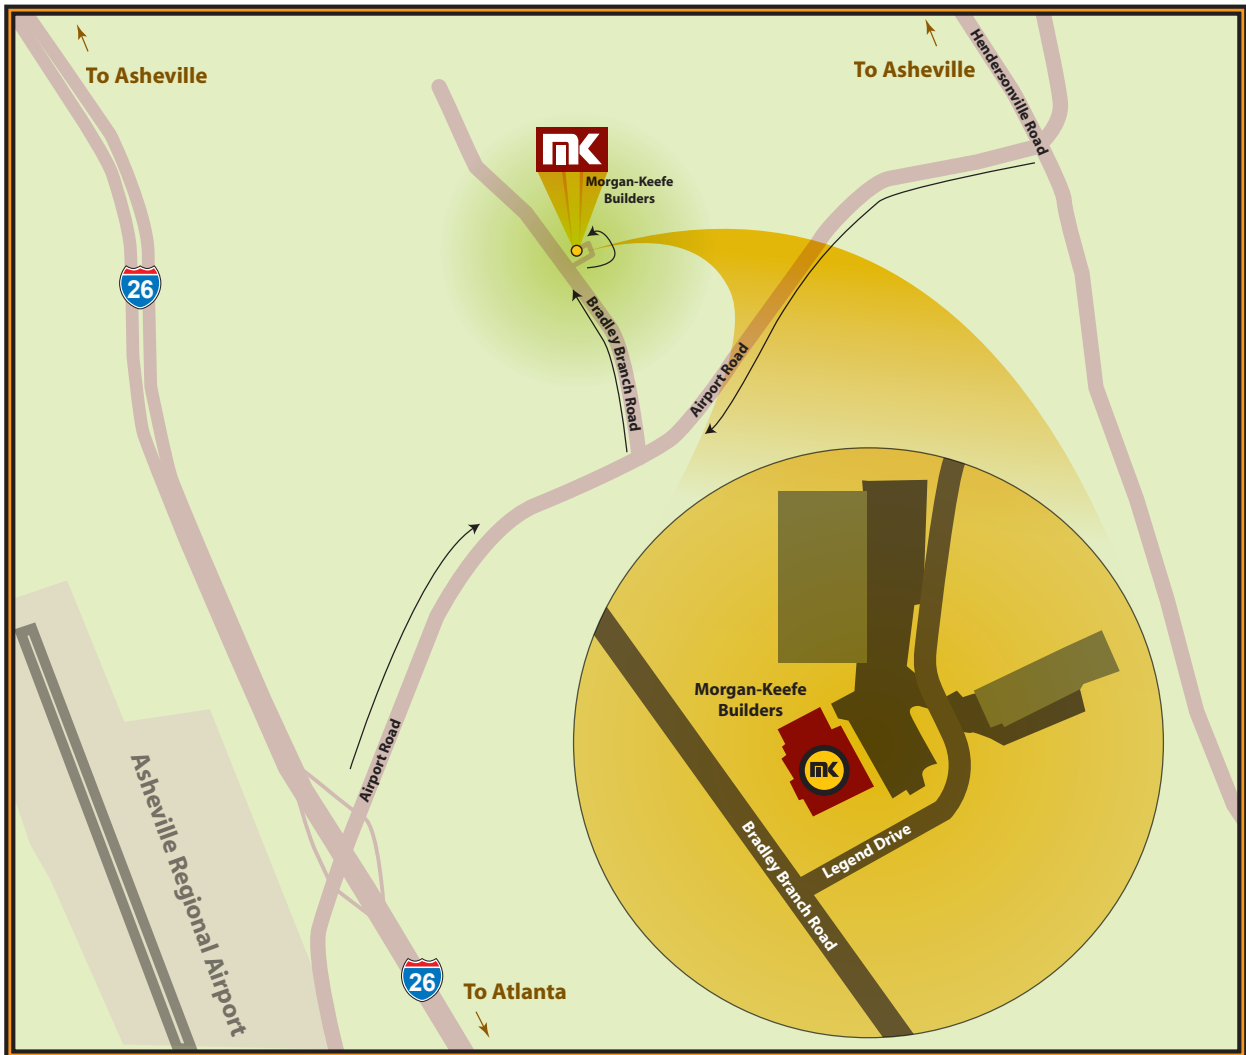 To Asheville
To Asheville
Hendersonville Road
MK
Morgan-Keefe
Builders
26
Bradley Branch Road
Airport Road
Morgan-Keefe
Builders
MK
Airport Road
Asheville Regional Airport
Legend Drive
Bradley Branch Road
26
To Atlanta